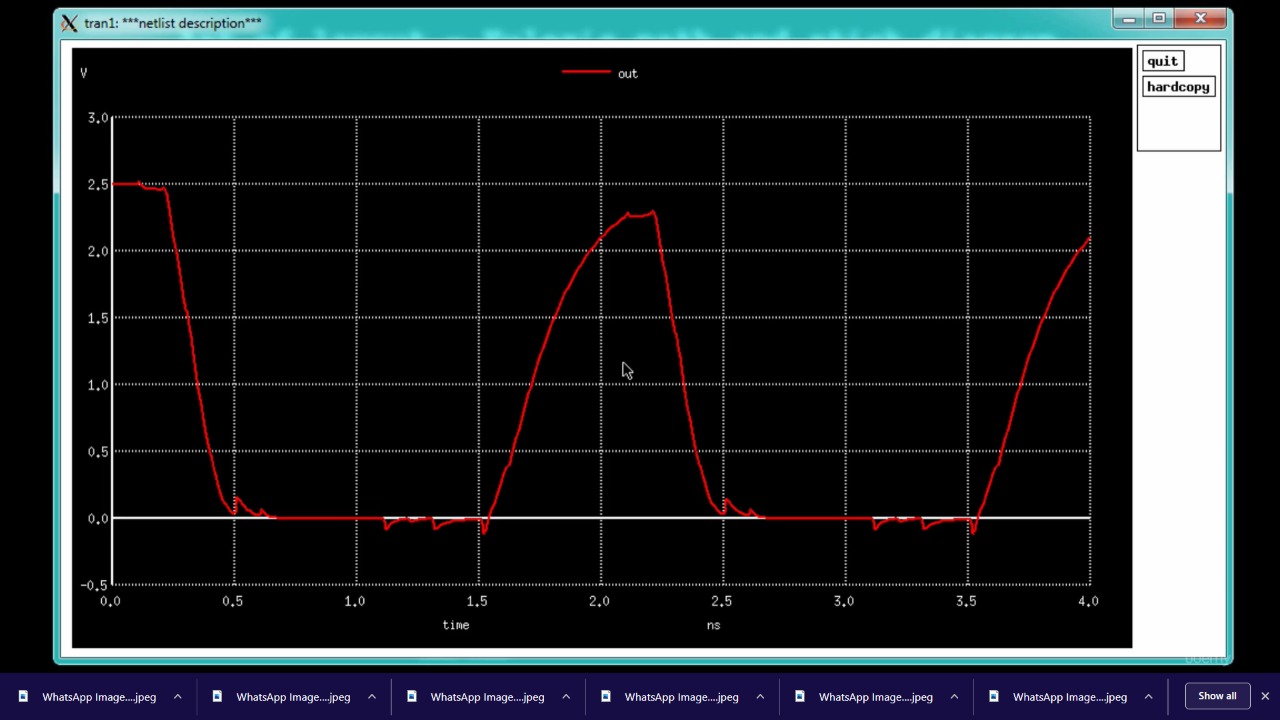 tran1: ***netlist description***
quit
hardcopy
V
out
3.0
2.5
2.0
1.5
1.0
0.5
0.0
-0.5
0.0 0.5 1.0 1.5 2.0 2.5 3.0 3.5 4.0
time ns
udemy
WhatsApp Image....jpeg WhatsApp Image....jpeg WhatsApp Image....jpeg WhatsApp Image....jpeg WhatsApp Image....jpeg WhatsApp Image....jpeg Show all